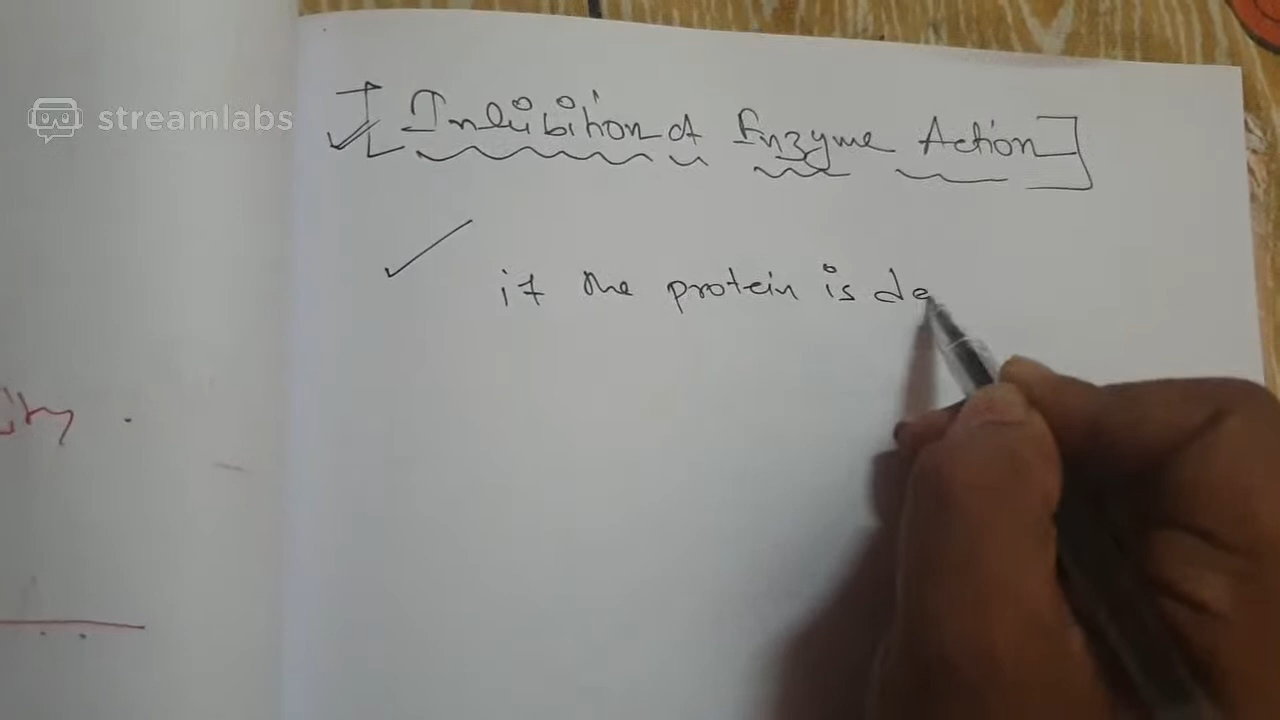 streamlabs
Inhibition of Enzyme Action
if the protein is de